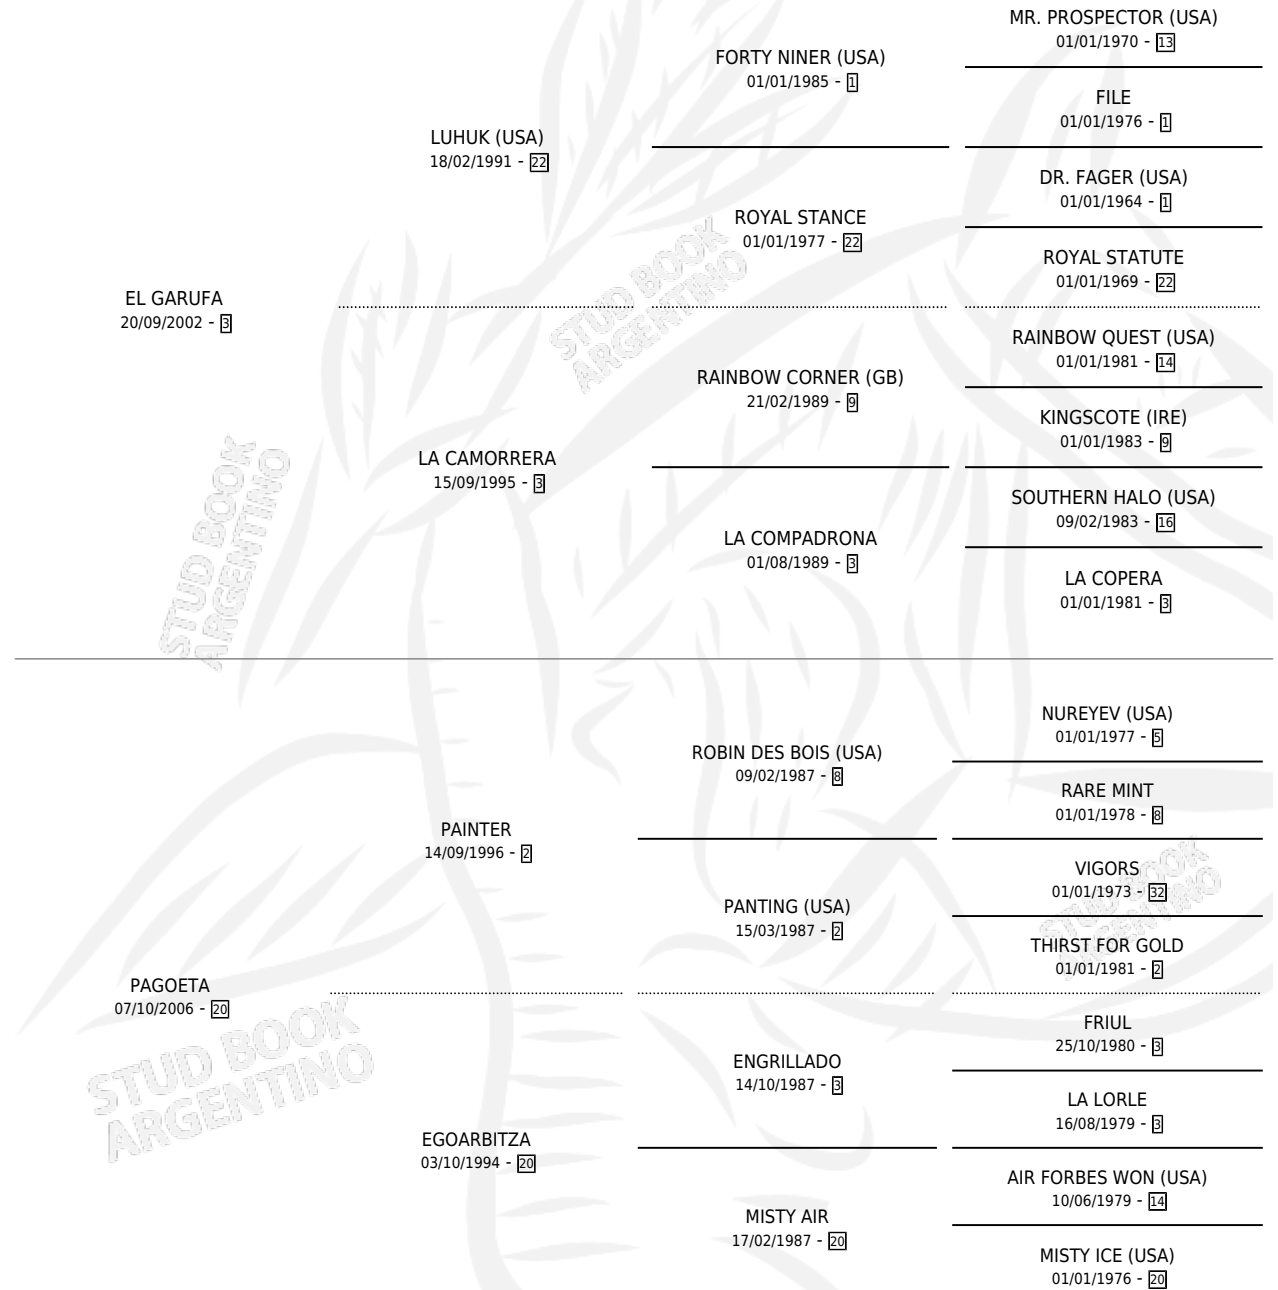 MR. PROSPECTOR (USA)
01/01/1970 - 13
FORTY NINER (USA)
01/01/1985 - 1
FILE
01/01/1976 - 1
LUHUK (USA)
18/02/1991 - 22
DR. FAGER (USA)
01/01/1964 - 1
ROYAL STANCE
01/01/1977 - 22
ROYAL STATUTE
01/01/1969 - 22
EL GARUFA
20/09/2002 - 3
RAINBOW QUEST (USA)
01/01/1981 - 14
RAINBOW CORNER (GB)
21/02/1989 - 9
KINGSCOTE (IRE)
01/01/1983 - 9
LA CAMORRERA
15/09/1995 - 3
SOUTHERN HALO (USA)
09/02/1983 - 16
LA COMPADRONA
01/08/1989 - 3
LA COPERA
01/01/1981 - 3
STUD BOOK
ARGENTINO
STUD BOOK
ARGENTINO
NUREYEV (USA)
01/01/1977 - 5
ROBIN DES BOIS (USA)
09/02/1987 - 8
RARE MINT
01/01/1978 - 8
PAINTER
14/09/1996 - 2
VIGORS
01/01/1973 - 32
PANTING (USA)
15/03/1987 - 2
THIRST FOR GOLD
01/01/1981 - 2
STUD BOOK
ARGENTINO
PAGOETA
07/10/2006 - 20
FRIUL
25/10/1980 - 3
ENGRILLADO
14/10/1987 - 3
LA LORLE
16/08/1979 - 3
EGOARBITZA
03/10/1994 - 20
AIR FORBES WON (USA)
10/06/1979 - 14
MISTY AIR
17/02/1987 - 20
MISTY ICE (USA)
01/01/1976 - 20
STUD BOOK
ARGENTINO